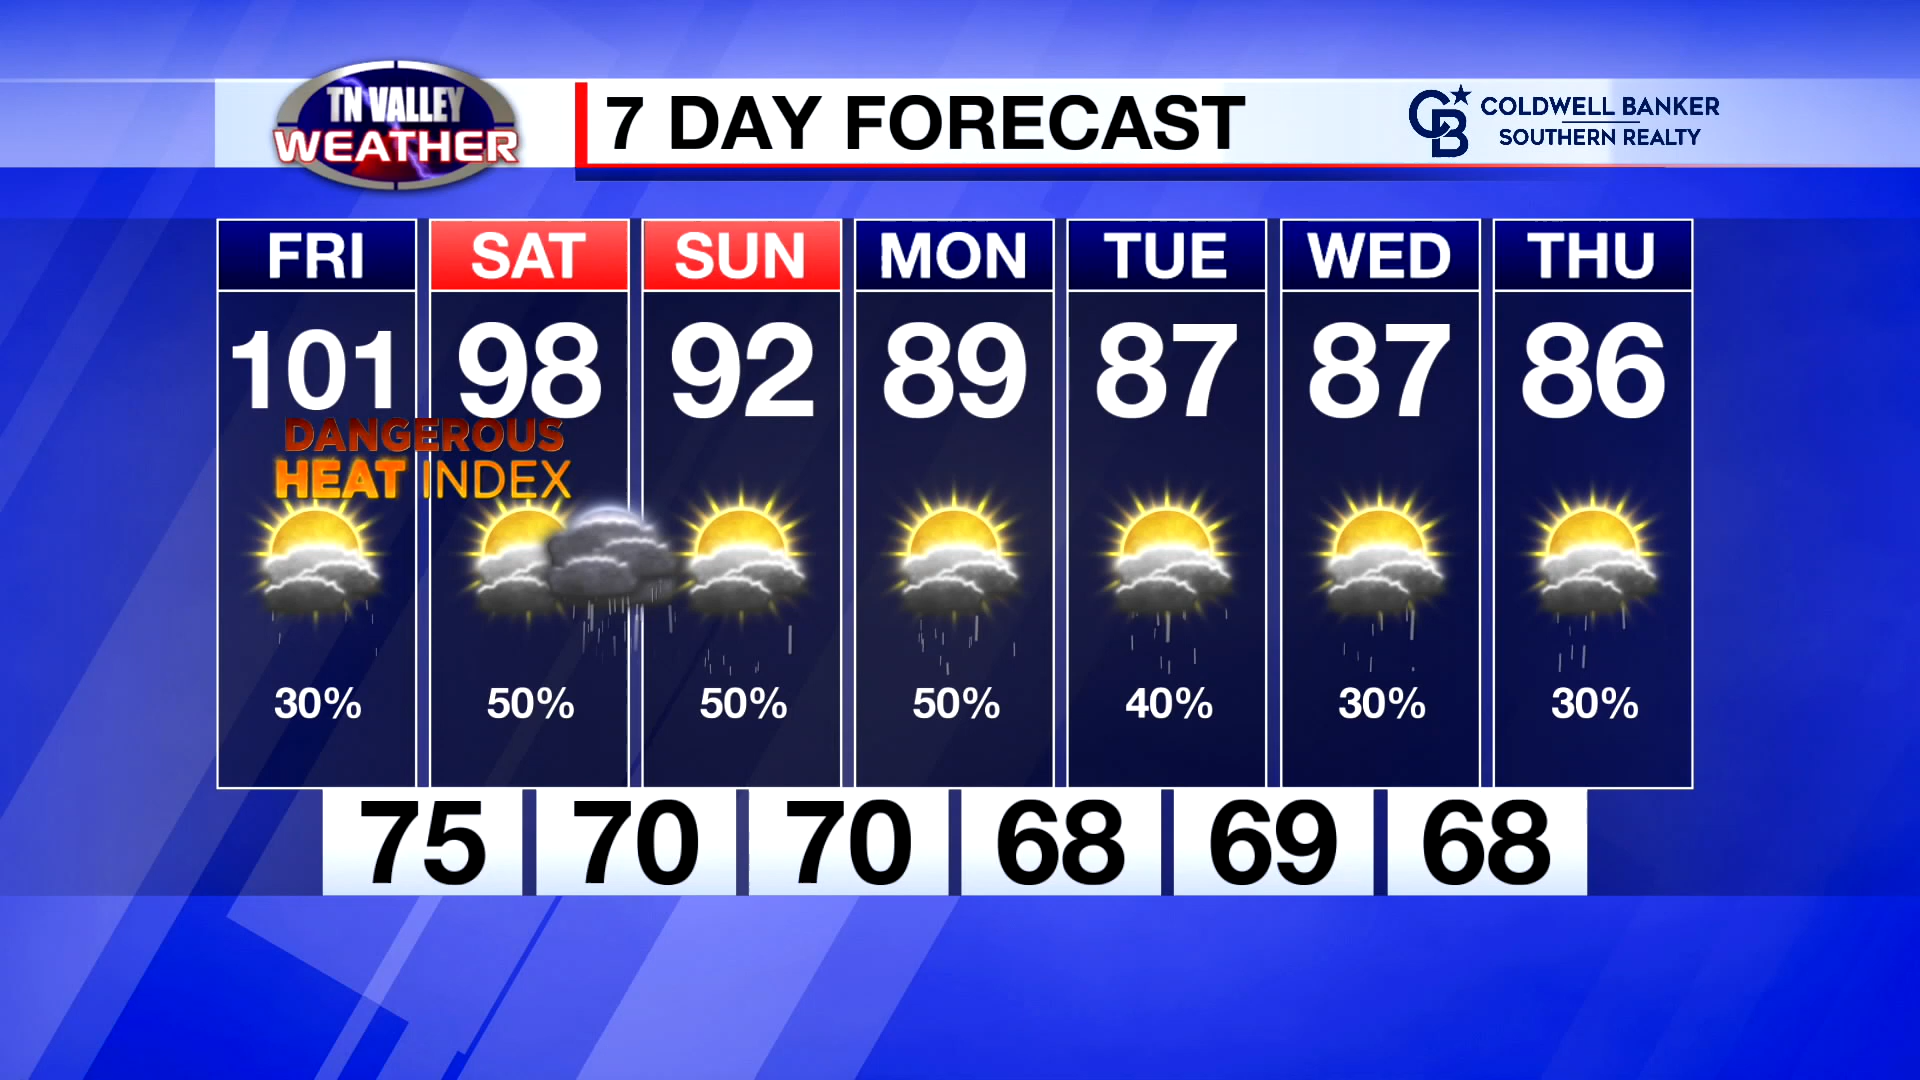 TN VALLEY
WEATHER
7 DAY FORECAST
CB
COLDWELL BANKER
SOUTHERN REALTY
FRI SAT SUN MON TUE WED THU
101 98 92 89 87 87 86
DANGEROUS
HEAT INDEX
30% 50% 50% 50% 40% 30% 30%
75 70 70 68 69 68